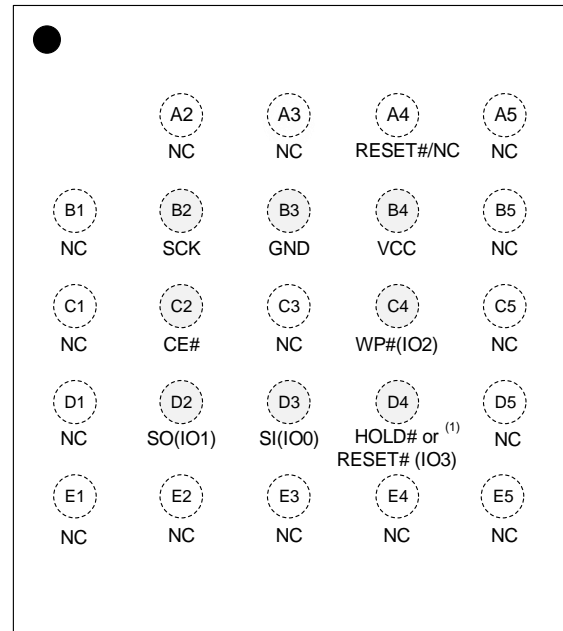 A2 A3 A4 A5
NC NC RESET#/NC NC
B1 B2 B3 B4 B5
NC SCK GND VCC NC
C1 C2 C3 C4 C5
NC CE# NC WP#(IO2) NC
D1 D2 D3 D4 D5
NC SO(IO1) SI(IO0) HOLD# or (1) NC
RESET# (IO3)
E1 E2 E3 E4 E5
NC NC NC NC NC